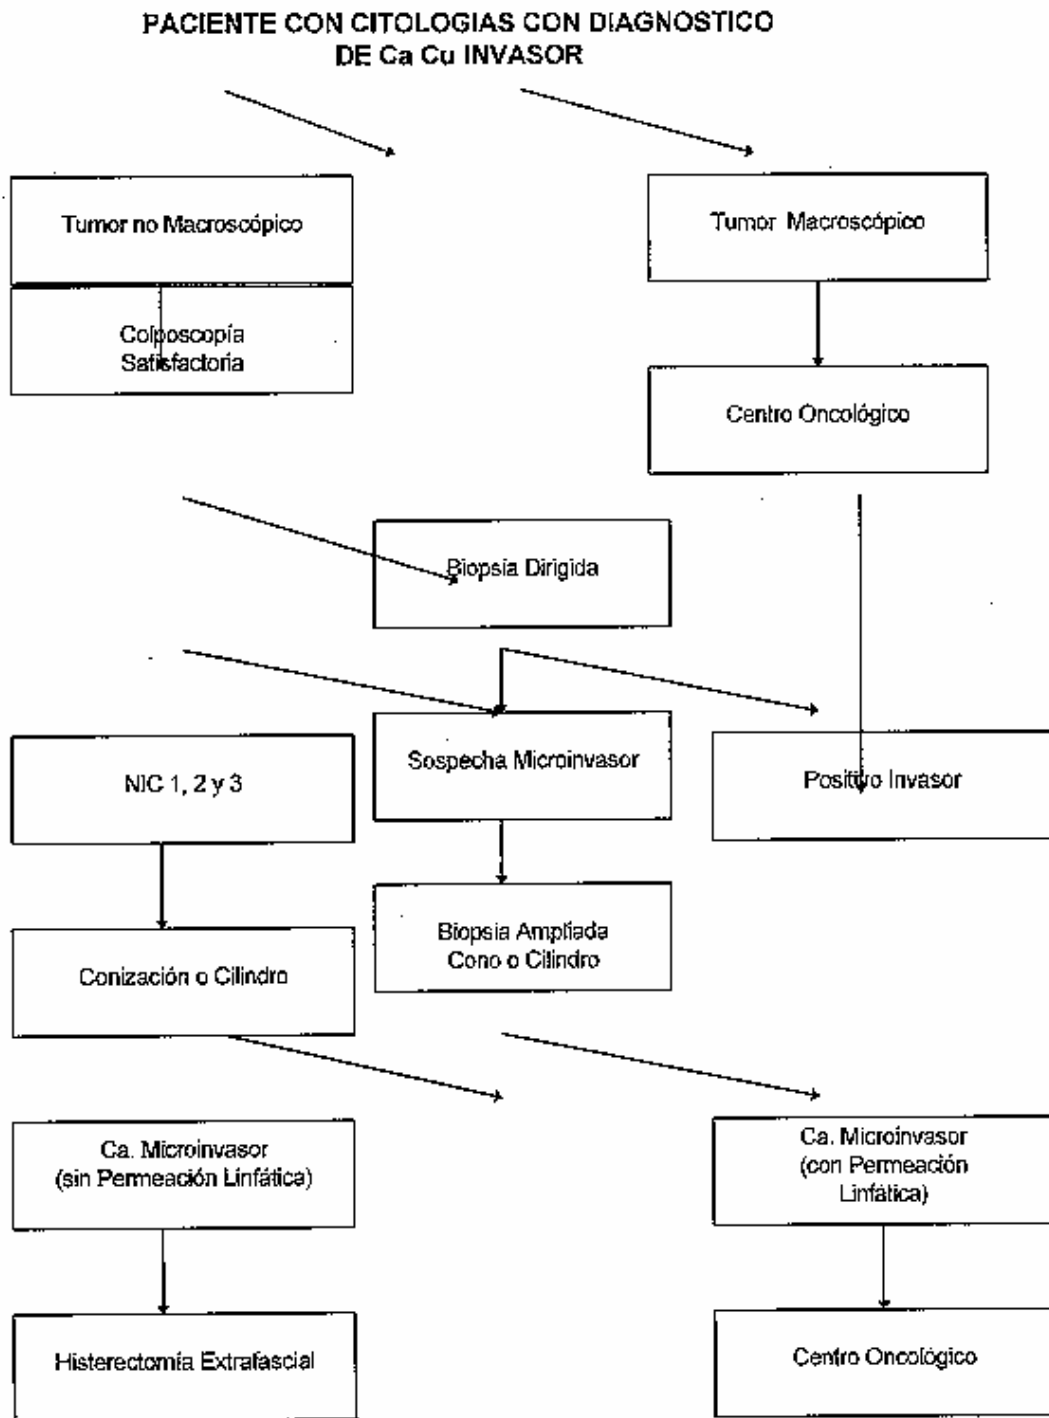 PACIENTE CON CITOLOGIAS CON DIAGNOSTICO
DE Ca Cu INVASOR
Tumor no Macroscópico
Tumor Macroscópico
Colposcopía
Satisfactoría
Centro Oncológico
Biopsia Dirigida
NIC 1, 2 y 3
Sospecha Microinvasor
Positivo Invasor
Conización o Cilindro
Biopsia Ampliada
Cono o Cilindro
Ca. Microinvasor
(sin Permeación Linfática)
Ca. Microinvasor
(con Permeación
Linfática)
Histerectomía Extrafascial
Centro Oncológico